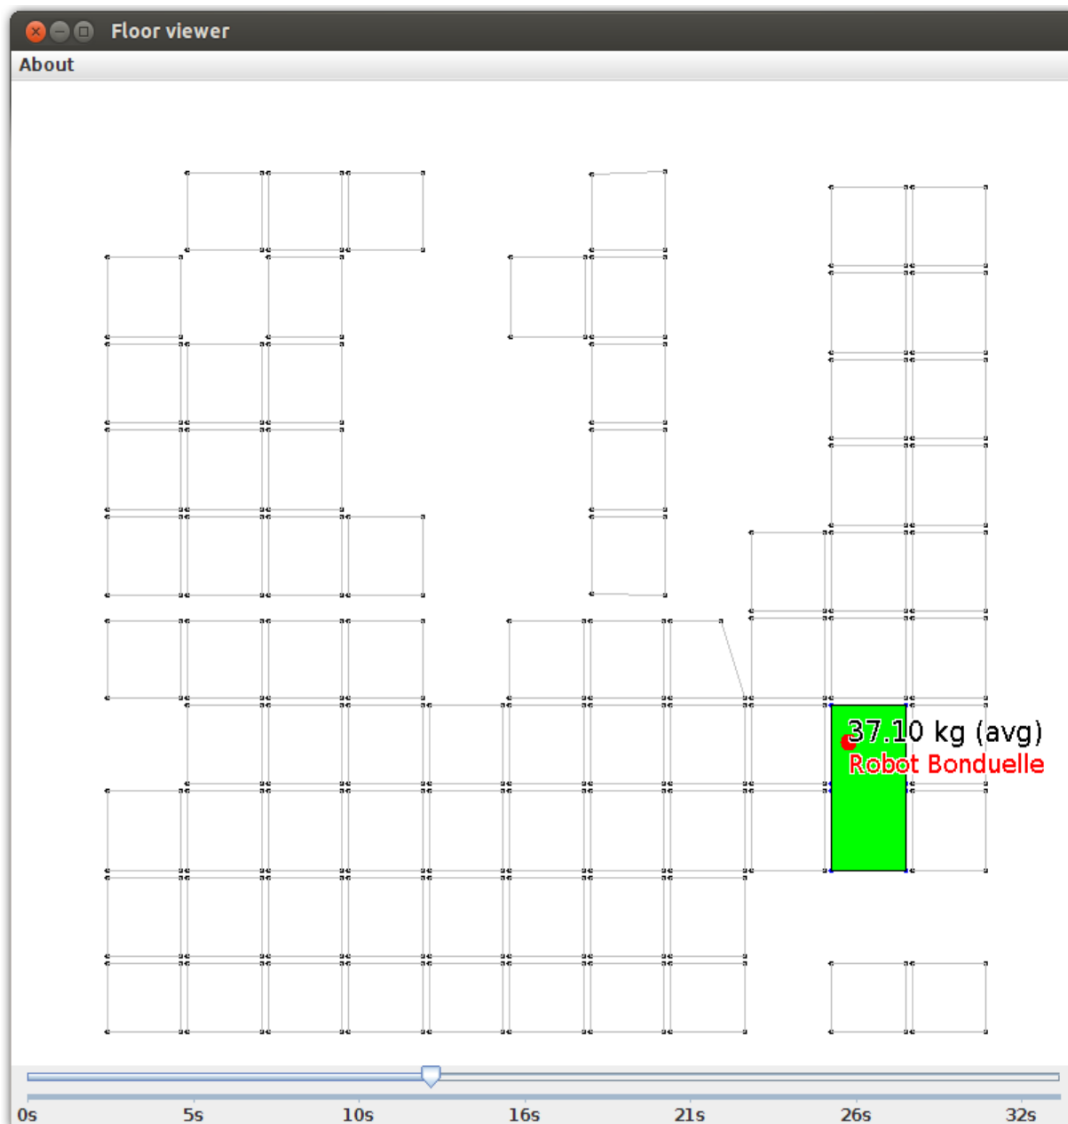 Floor viewer
About
37.10 kg (avg)
Robot Bonduelle
0s 5s 10s 16s 21s 26s 32s